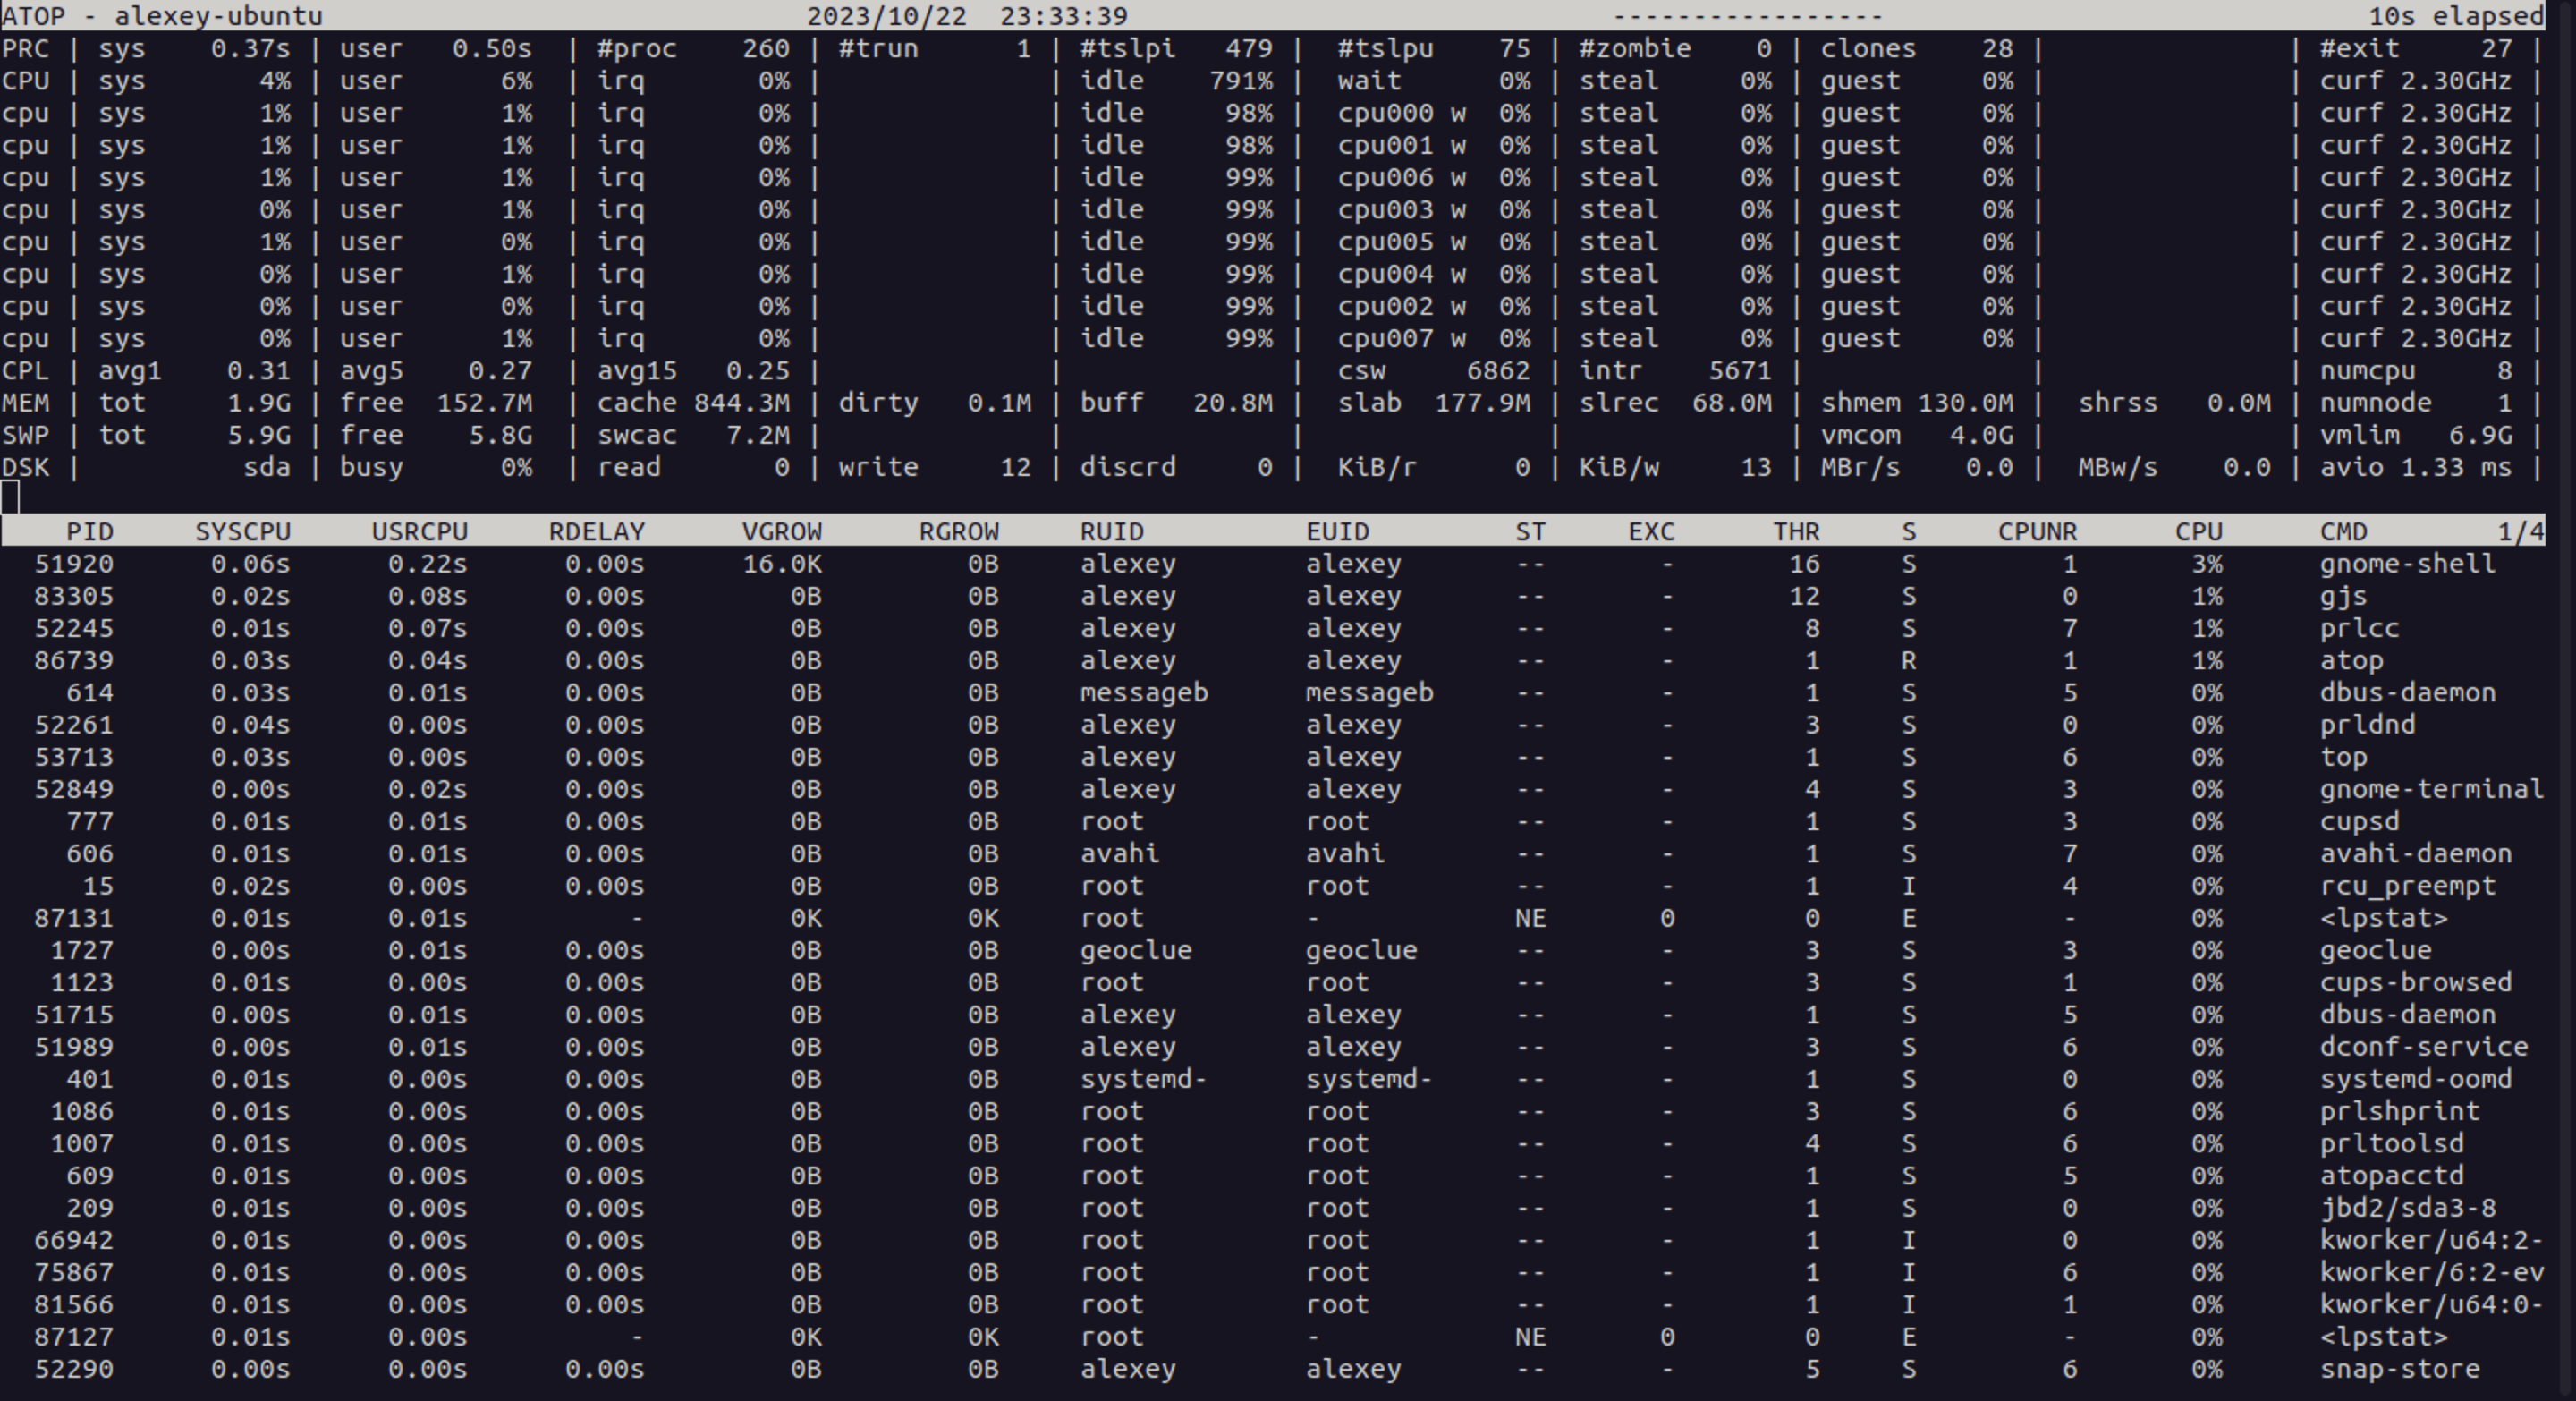 ATOP - alexey-ubuntu 2023/10/22 23:33:39 ----------------- 10s elapsed
PRC | sys 0.37s | user 0.50s | #proc 260 | #trun 1 | #tslpi 479 | #tslpu 75 | #zombie 0 | clones 28 | | #exit 27 |
CPU | sys 4% | user 6% | irq 0% | | idle 791% | wait 0% | steal 0% | guest 0% | | curf 2.30GHz |
cpu | sys 1% | user 1% | irq 0% | | idle 98% | cpu000 w 0% | steal 0% | guest 0% | | curf 2.30GHz |
cpu | sys 1% | user 1% | irq 0% | | idle 98% | cpu001 w 0% | steal 0% | guest 0% | | curf 2.30GHz |
cpu | sys 1% | user 1% | irq 0% | | idle 99% | cpu006 w 0% | steal 0% | guest 0% | | curf 2.30GHz |
cpu | sys 0% | user 1% | irq 0% | | idle 99% | cpu003 w 0% | steal 0% | guest 0% | | curf 2.30GHz |
cpu | sys 1% | user 0% | irq 0% | | idle 99% | cpu005 w 0% | steal 0% | guest 0% | | curf 2.30GHz |
cpu | sys 0% | user 1% | irq 0% | | idle 99% | cpu004 w 0% | steal 0% | guest 0% | | curf 2.30GHz |
cpu | sys 0% | user 0% | irq 0% | | idle 99% | cpu002 w 0% | steal 0% | guest 0% | | curf 2.30GHz |
cpu | sys 0% | user 1% | irq 0% | | idle 99% | cpu007 w 0% | steal 0% | guest 0% | | curf 2.30GHz |
CPL | avg1 0.31 | avg5 0.27 | avg15 0.25 | | | csw 6862 | intr 5671 | | | numcpu 8 |
MEM | tot 1.9G | free 152.7M | cache 844.3M | dirty 0.1M | buff 20.8M | slab 177.9M | slrec 68.0M | shmem 130.0M | shrss 0.0M | numnode 1 |
SWP | tot 5.9G | free 5.8G | swcac 7.2M | | | | | vmcom 4.0G | | vmlim 6.9G |
DSK | sda | busy 0% | read 0 | write 12 | discrd 0 | KiB/r 0 | KiB/w 13 | MBr/s 0.0 | MBw/s 0.0 | avio 1.33 ms |
PID SYSCPU USRCPU RDELAY VGROW RGROW RUID EUID ST EXC THR S CPUNR CPU CMD 1/4
51920 0.06s 0.22s 0.00s 16.0K 0B alexey alexey -- - 16 S 1 3% gnome-shell
83305 0.02s 0.08s 0.00s 0B 0B alexey alexey -- - 12 S 0 1% gjs
52245 0.01s 0.07s 0.00s 0B 0B alexey alexey -- - 8 S 7 1% prlcc
86739 0.03s 0.04s 0.00s 0B 0B alexey alexey -- - 1 R 1 1% atop
614 0.03s 0.01s 0.00s 0B 0B messageb messageb -- - 1 S 5 0% dbus-daemon
52261 0.04s 0.00s 0.00s 0B 0B alexey alexey -- - 3 S 0 0% prldnd
53713 0.03s 0.00s 0.00s 0B 0B alexey alexey -- - 1 S 6 0% top
52849 0.00s 0.02s 0.00s 0B 0B alexey alexey -- - 4 S 3 0% gnome-terminal
777 0.01s 0.01s 0.00s 0B 0B root root -- - 1 S 3 0% cupsd
606 0.01s 0.01s 0.00s 0B 0B avahi avahi -- - 1 S 7 0% avahi-daemon
15 0.02s 0.00s 0.00s 0B 0B root root -- - 1 I 4 0% rcu_preempt
87131 0.01s 0.01s - 0K 0K root - NE 0 0 E - 0% <lpstat>
1727 0.00s 0.01s 0.00s 0B 0B geoclue geoclue -- - 3 S 3 0% geoclue
1123 0.01s 0.00s 0.00s 0B 0B root root -- - 3 S 1 0% cups-browsed
51715 0.00s 0.01s 0.00s 0B 0B alexey alexey -- - 1 S 5 0% dbus-daemon
51989 0.00s 0.01s 0.00s 0B 0B alexey alexey -- - 3 S 6 0% dconf-service
401 0.01s 0.00s 0.00s 0B 0B systemd- systemd- -- - 1 S 0 0% systemd-oomd
1086 0.01s 0.00s 0.00s 0B 0B root root -- - 3 S 6 0% prlshprint
1007 0.01s 0.00s 0.00s 0B 0B root root -- - 4 S 6 0% prltoolsd
609 0.01s 0.00s 0.00s 0B 0B root root -- - 1 S 5 0% atopacctd
209 0.01s 0.00s 0.00s 0B 0B root root -- - 1 S 0 0% jbd2/sda3-8
66942 0.01s 0.00s 0.00s 0B 0B root root -- - 1 I 0 0% kworker/u64:2-
75867 0.01s 0.00s 0.00s 0B 0B root root -- - 1 I 6 0% kworker/6:2-ev
81566 0.01s 0.00s 0.00s 0B 0B root root -- - 1 I 1 0% kworker/u64:0-
87127 0.01s 0.00s - 0K 0K root - NE 0 0 E - 0% <lpstat>
52290 0.00s 0.00s 0.00s 0B 0B alexey alexey -- - 5 S 6 0% snap-store